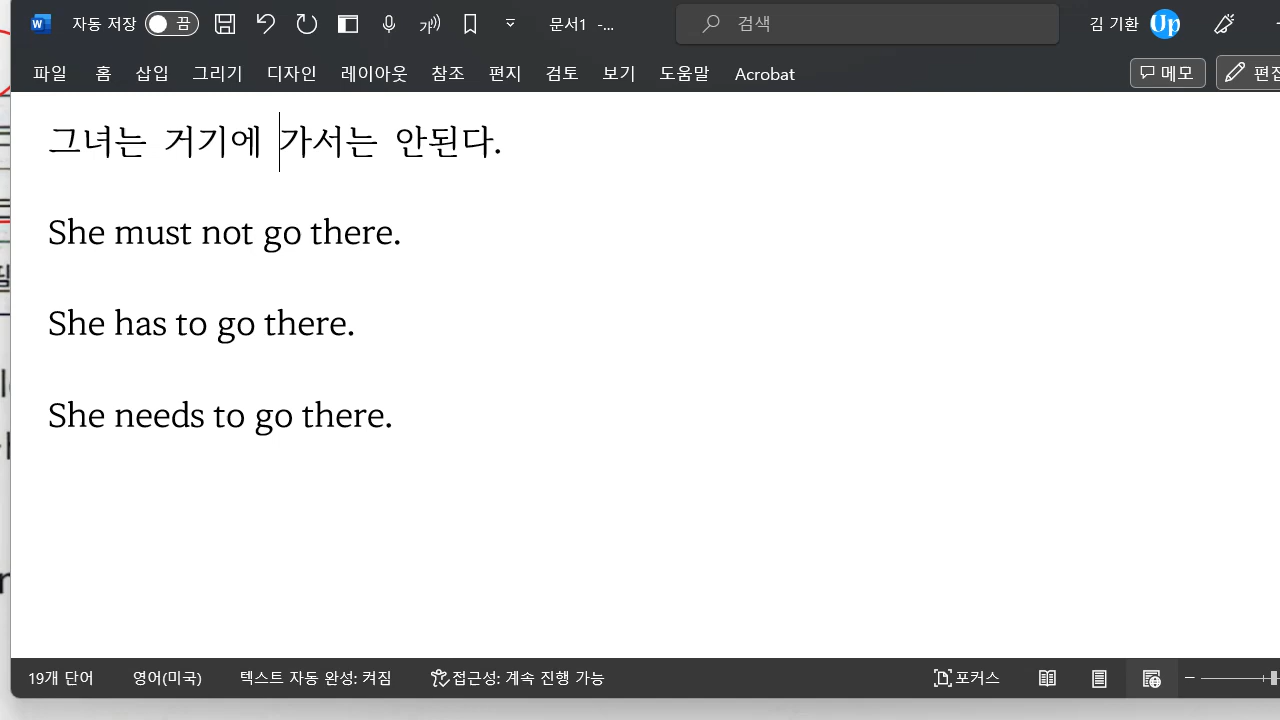 자동 저장 끔 가)) 문서1 -... 검색 김 기환 Up
파일 홈 삽입 그리기 디자인 레이아웃 참조 편지 검토 보기 도움말 Acrobat 메모 편집
그녀는 거기에 가서는 안된다.
She must not go there.
She has to go there.
She needs to go there.
19개 단어 영어(미국) 텍스트 자동 완성: 켜짐 접근성: 계속 진행 가능 포커스